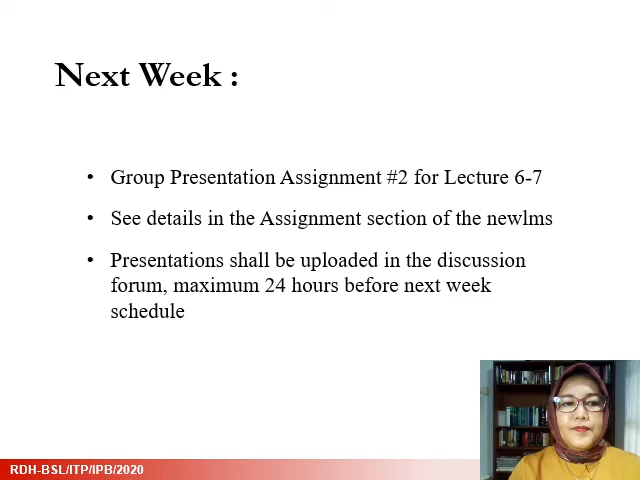 Next Week :
• Group Presentation Assignment #2 for Lecture 6-7
• See details in the Assignment section of the newlms
• Presentations shall be uploaded in the discussion
forum, maximum 24 hours before next week
schedule
RDH-BSL/ITP/IPB/2020